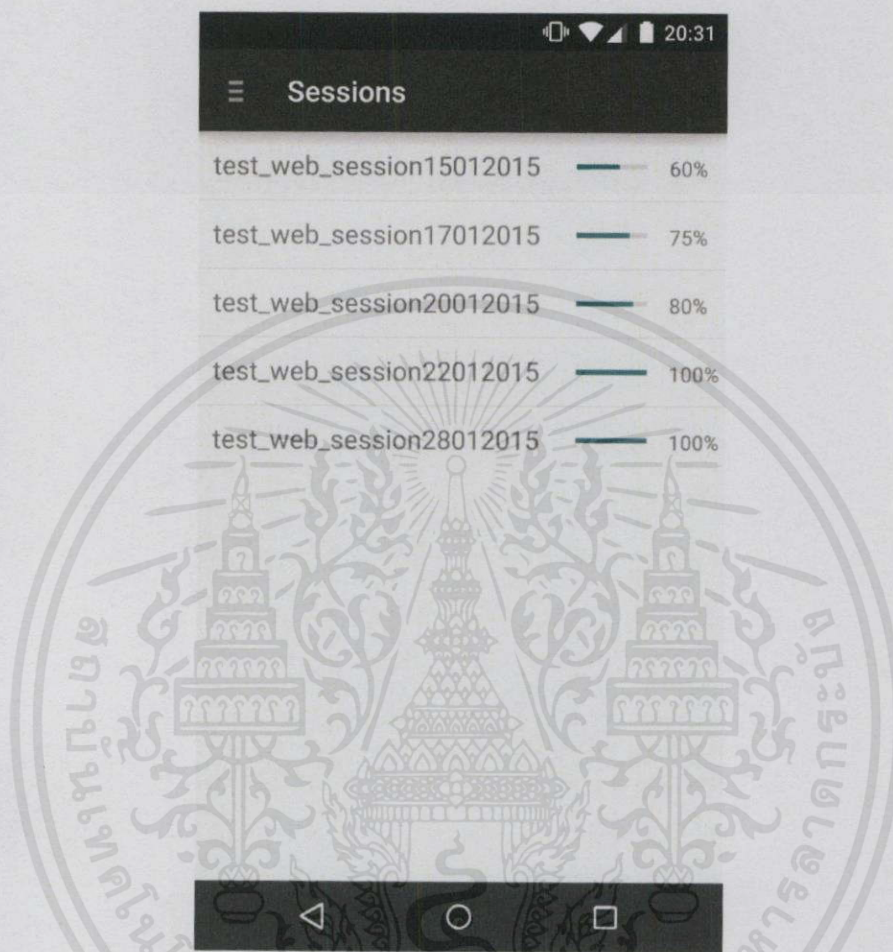 20:31
Sessions
test_web_session15012015 60%
test_web_session17012015 75%
test_web_session20012015 80%
test_web_session22012015 100%
test_web_session28012015 100%